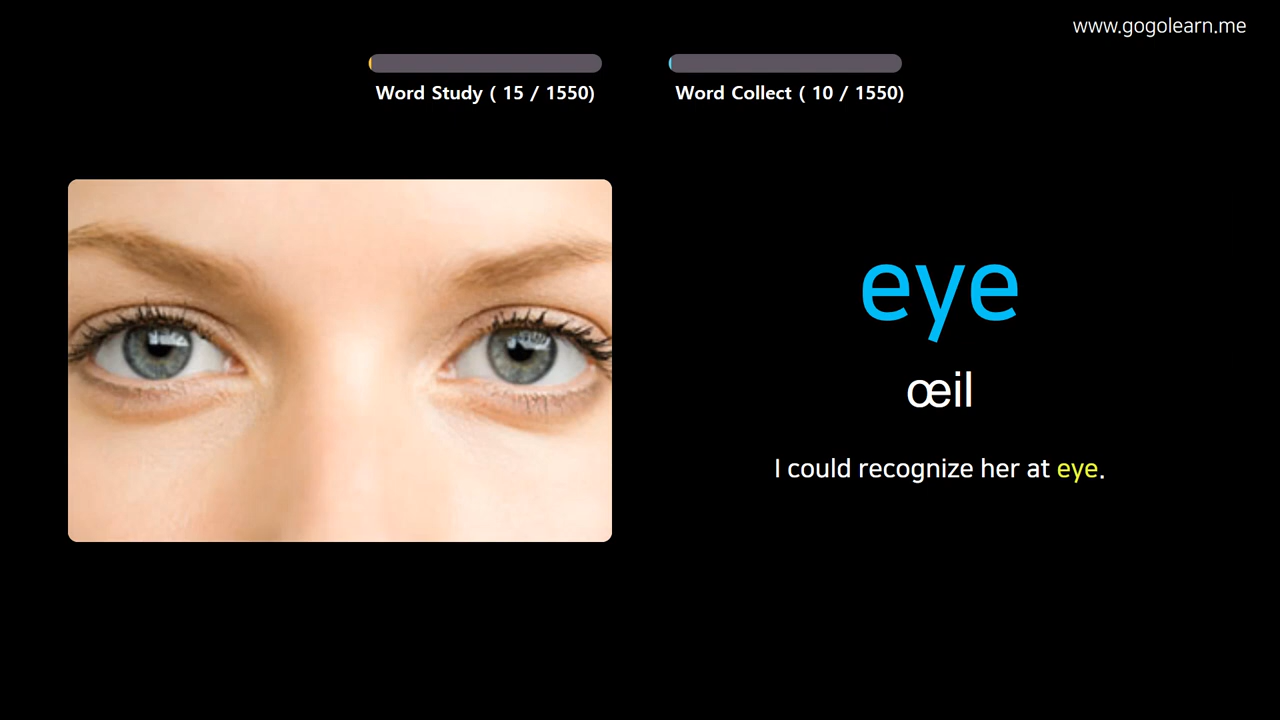 www.gogolearn.me
Word Study ( 15 / 1550)
Word Collect ( 10 / 1550)
eye
œil
I could recognize her at eye.